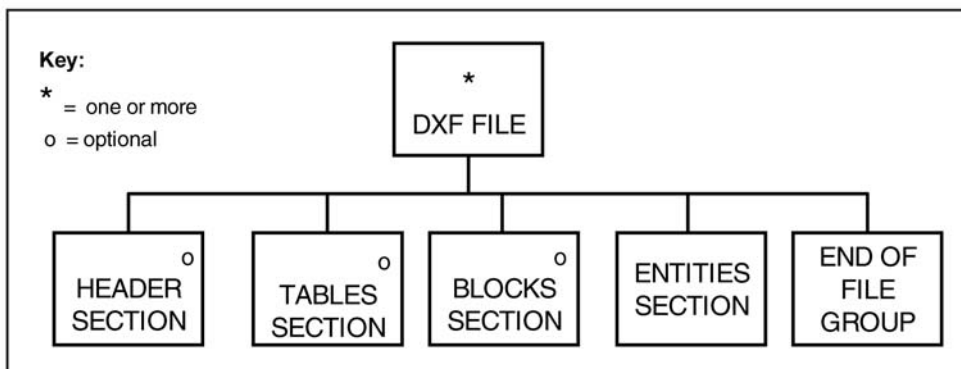 Key:
* = one or more
o = optional
*
DXF FILE
o
HEADER
SECTION
o
TABLES
SECTION
o
BLOCKS
SECTION
ENTITIES
SECTION
END OF
FILE
GROUP